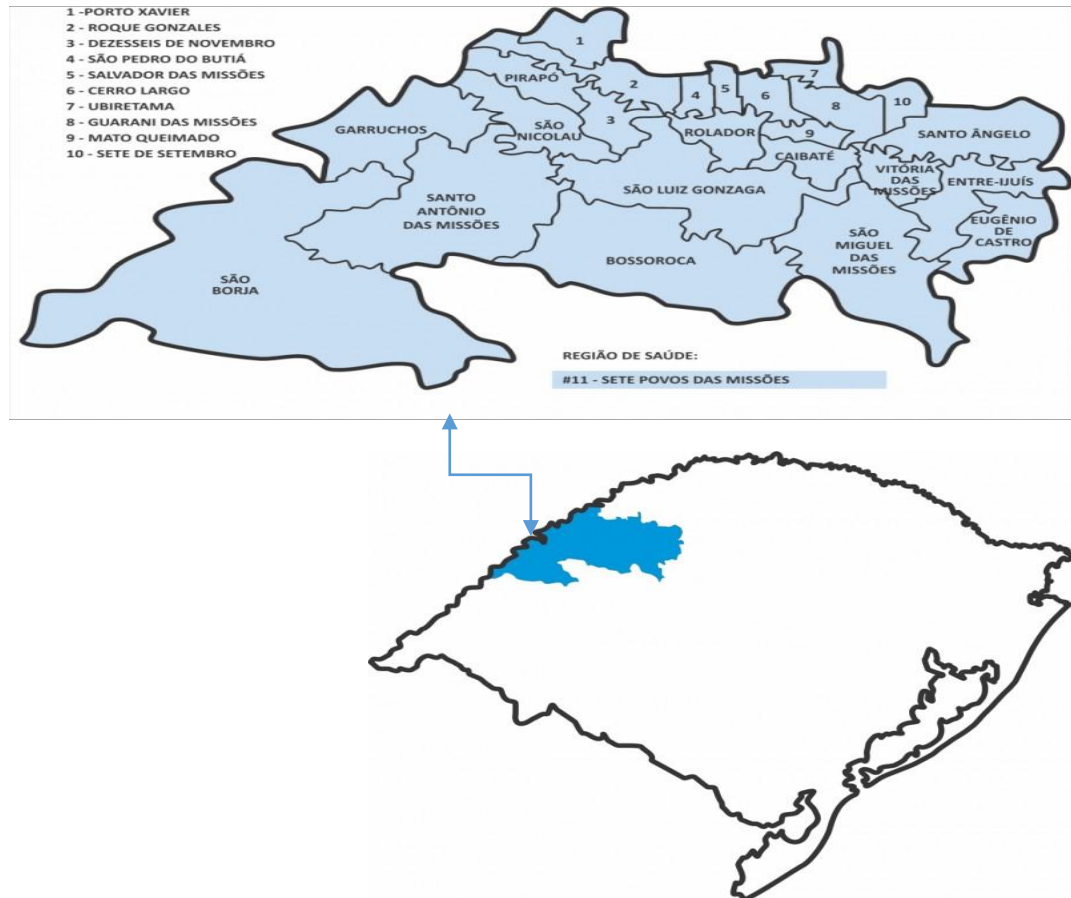 1 -PORTO XAVIER
2 - ROQUE GONZALES
3 - DEZESSEIS DE NOVEMBRO
4 - SÃO PEDRO DO BUTIÁ
5 - SALVADOR DAS MISSÕES
6 - CERRO LARGO
7 - UBIRETAMA
8 - GUARANI DAS MISSÕES
9 - MATO QUEIMADO
10 - SETE DE SETEMBRO
1
PIRAPÓ
2
3
4
5
6
7
8
9
10
GARRUCHOS
SÃO
NICOLAU
ROLADOR
CAIBATÉ
SANTO ÂNGELO
VITÓRIA
DAS
MISSÕES
ENTRE-IJUÍS
SÃO LUIZ GONZAGA
SANTO
ANTÔNIO
DAS MISSÕES
EUGÊNIO
DE
CASTRO
SÃO
MIGUEL
DAS
MISSÕES
BOSSOROCA
SÃO
BORJA
REGIÃO DE SAÚDE:
#11 - SETE POVOS DAS MISSÕES